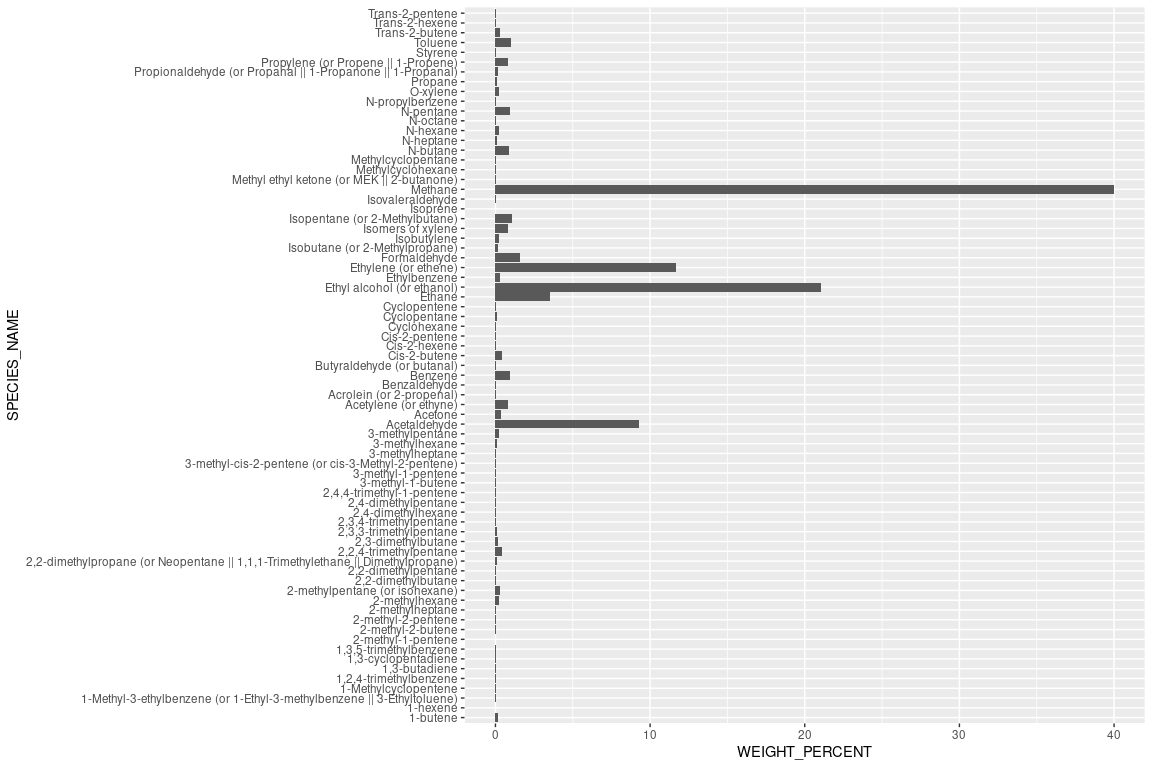 Trans-2-pentene
Trans-2-hexene
Trans-2-butene
Toluene
Styrene
Propylene (or Propene || 1-Propene)
Propionaldehyde (or Propanal || 1-Propanone || 1-Propanal)
Propane
O-xylene
N-propylbenzene
N-pentane
N-octane
N-hexane
N-heptane
N-butane
Methylcyclopentane
Methylcyclohexane
Methyl ethyl ketone (or MEK || 2-butanone)
Methane
Isovaleraldehyde
Isoprene
Isopentane (or 2-Methylbutane)
Isomers of xylene
Isobutylene
Isobutane (or 2-Methylpropane)
Formaldehyde
Ethylene (or ethene)
Ethylbenzene
Ethyl alcohol (or ethanol)
Ethane
Cyclopentene
Cyclopentane
Cyclohexane
Cis-2-pentene
Cis-2-hexene
Cis-2-butene
Butyraldehyde (or butanal)
Benzene
Benzaldehyde
Acrolein (or 2-propenal)
Acetylene (or ethyne)
Acetone
Acetaldehyde
3-methylpentane
3-methylhexane
3-methylheptane
3-methyl-cis-2-pentene (or cis-3-Methyl-2-pentene)
3-methyl-1-pentene
3-methyl-1-butene
2,4,4-trimethyl-1-pentene
2,4-dimethylpentane
2,4-dimethylhexane
2,3,4-trimethylpentane
2,3,3-trimethylpentane
2,3-dimethylbutane
2,2,4-trimethylpentane
2,2-dimethylpropane (or Neopentane || 1,1,1-Trimethylethane || Dimethylpropane)
2,2-dimethylpentane
2,2-dimethylbutane
2-methylpentane (or isohexane)
2-methylhexane
2-methylheptane
2-methyl-2-pentene
2-methyl-2-butene
2-methyl-1-pentene
1,3,5-trimethylbenzene
1,3-cyclopentadiene
1,3-butadiene
1,2,4-trimethylbenzene
1-Methylcyclopentene
1-Methyl-3-ethylbenzene (or 1-Ethyl-3-methylbenzene || 3-Ethyltoluene)
1-hexene
1-butene
SPECIES_NAME
0 10 20 30 40
WEIGHT_PERCENT